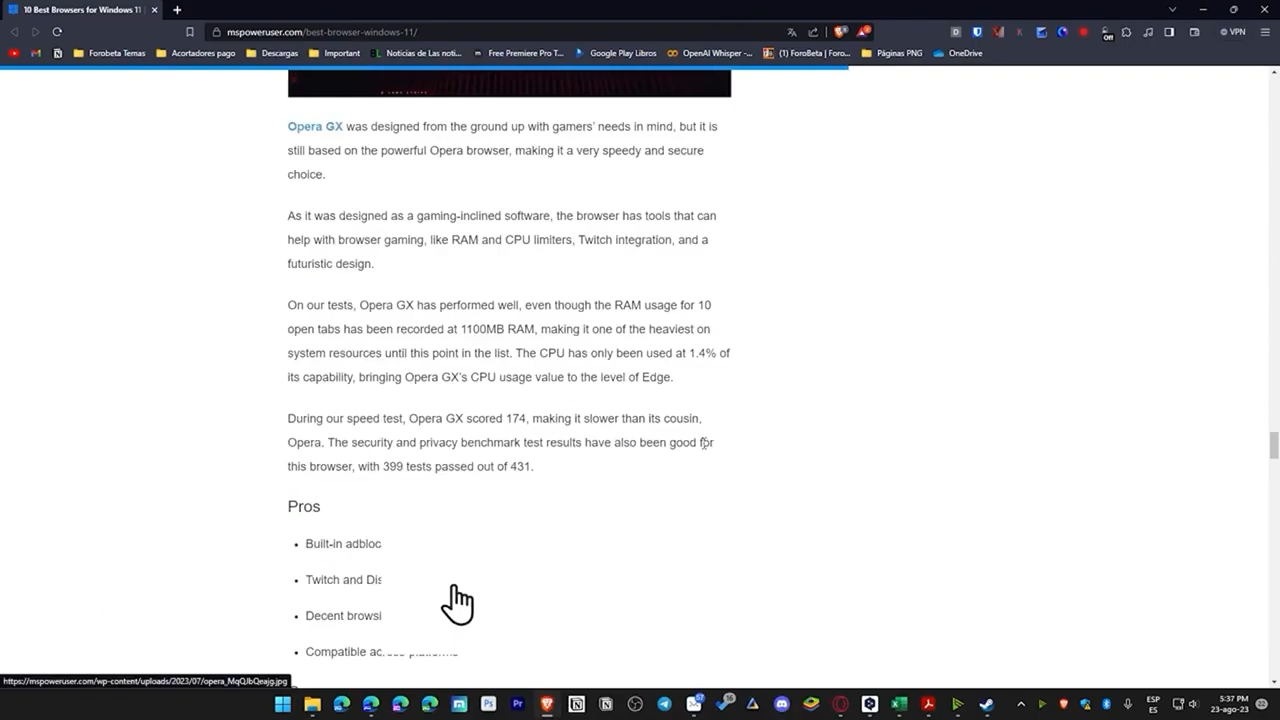 10 Best Browsers for Windows 11
mspoweruser.com/best-browser-windows-11/
VPN
Forobeta Temas
Acortadores pago
Descargas
Important
Noticias de Las noti...
Free Premiere Pro T...
Google Play Libros
OpenAI Whisper -...
(1) ForoBeta | Foro...
Páginas PNG
OneDrive
Off
Opera GX was designed from the ground up with gamers' needs in mind, but it is
still based on the powerful Opera browser, making it a very speedy and secure
choice.
As it was designed as a gaming-inclined software, the browser has tools that can
help with browser gaming, like RAM and CPU limiters, Twitch integration, and a
futuristic design.
On our tests, Opera GX has performed well, even though the RAM usage for 10
open tabs has been recorded at 1100MB RAM, making it one of the heaviest on
system resources until this point in the list. The CPU has only been used at 1.4% of
its capability, bringing Opera GX's CPU usage value to the level of Edge.
During our speed test, Opera GX scored 174, making it slower than its cousin,
Opera. The security and privacy benchmark test results have also been good for
this browser, with 399 tests passed out of 431.
Pros
• Built-in adbloc
• Twitch and Dis
• Decent browsi
• Compatible across platforms
https://mspoweruser.com/wp-content/uploads/2023/07/opera_MqQJbQeajg.jpg
ESP
ES
5:37 PM
23-ago-23